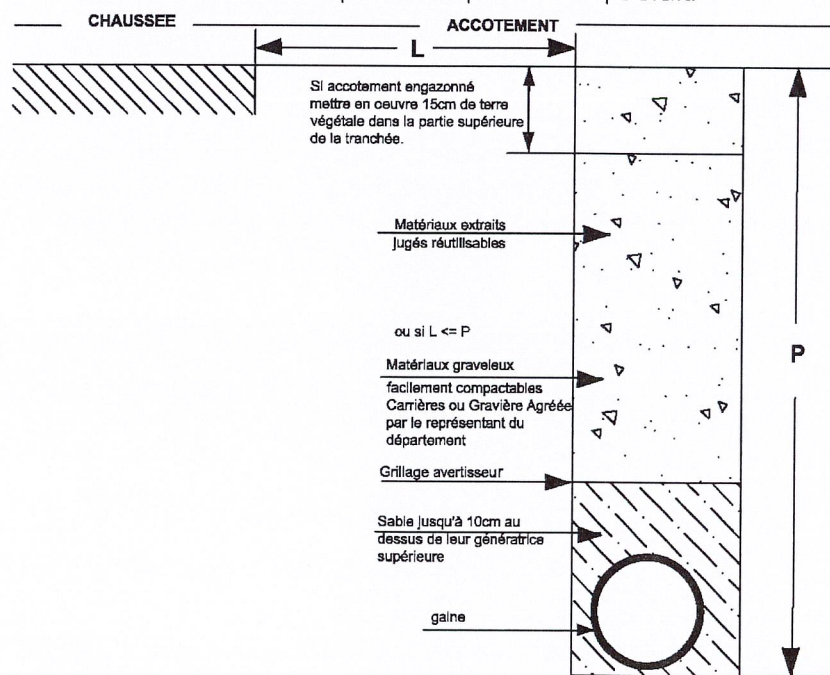 CHAUSSEE
ACCOTEMENT
L
Si accotement engazonné
mettre en oeuvre 15cm de terre
végétale dans la partie supérieure
de la tranchée.
Matériaux extraits
jugés réutilisables
ou si L <= P
P
Matériaux graveleux
facilement compactables
Carrières ou Gravière Agréée
par le représentant du
département
Grillage avertisseur
Sable jusqu'à 10cm au
dessus de leur génératrice
supérieure
gaine